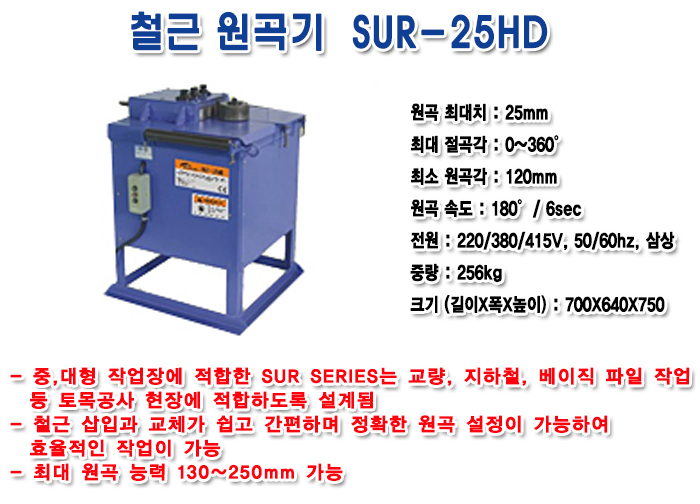 철근 원곡기 SUR-25HD
원곡 최대치 : 25mm
최대 절곡각 : 0~360˚
최소 원곡각 : 120mm
원곡 속도 : 180˚ / 6sec
전원 : 220/380/415V, 50/60hz, 삼상
중량 : 256kg
크기 (길이X폭X높이) : 700X640X750
- 중,대형 작업장에 적합한 SUR SERIES는 교량, 지하철, 베이직 파일 작업
등 토목공사 현장에 적합하도록 설계됨
- 철근 삽입과 교체가 쉽고 간편하며 정확한 원곡 설정이 가능하여
효율적인 작업이 가능
- 최대 원곡 능력 130~250mm 가능